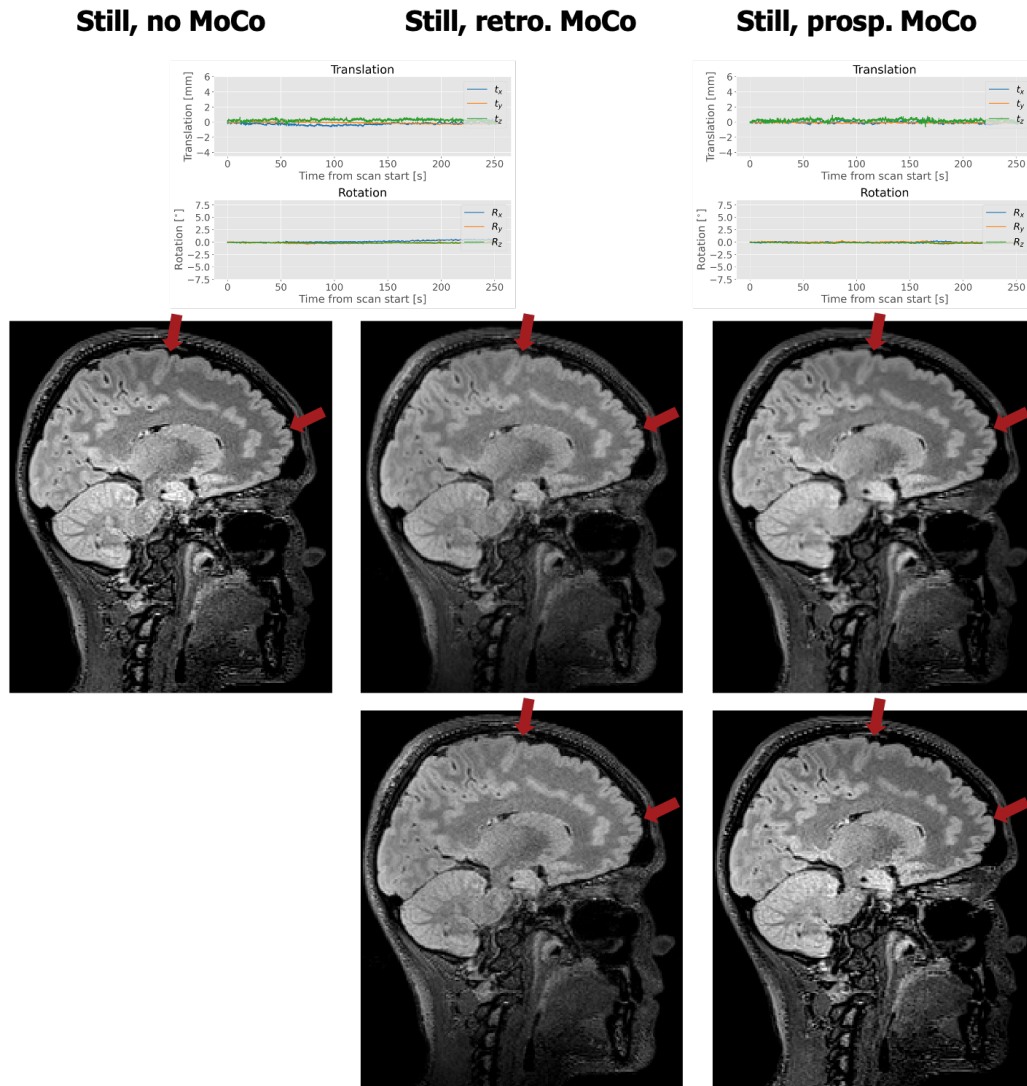 Still, no MoCo
Still, retro. MoCo
Still, prosp. MoCo
Translation
Translation [mm]
6
4
2
0
−2
−4
0
50
100
150
200
250
Time from scan start [s]
t_x
t_y
t_z
Rotation
Rotation [°]
7.5
5.0
2.5
0.0
−2.5
−5.0
−7.5
0
50
100
150
200
250
Time from scan start [s]
R_x
R_y
R_z
Translation
Translation [mm]
6
4
2
0
−2
−4
0
50
100
150
200
250
Time from scan start [s]
t_x
t_y
t_z
Rotation
Rotation [°]
7.5
5.0
2.5
0.0
−2.5
−5.0
−7.5
0
50
100
150
200
250
Time from scan start [s]
R_x
R_y
R_z